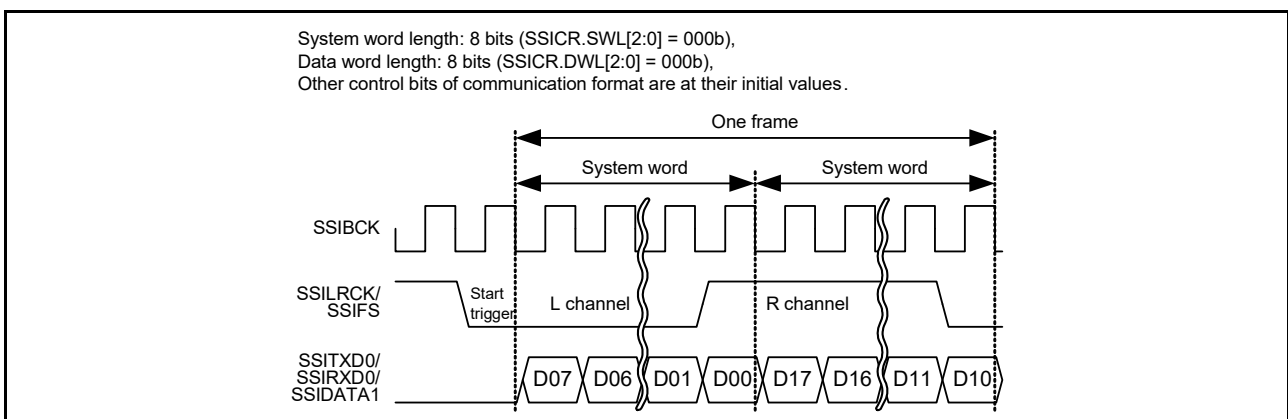 System word length: 8 bits (SSICR.SWL[2:0] = 000b),
Data word length: 8 bits (SSICR.DWL[2:0] = 000b),
Other control bits of communication format are at their initial values.
One frame
System word System word
SSIBCK
SSILRCK/
SSIFS
Start
trigger
L channel R channel
SSITXD0/
SSIRXD0/
SSIDATA1
D07 D06 D01 D00 D17 D16 D11 D10